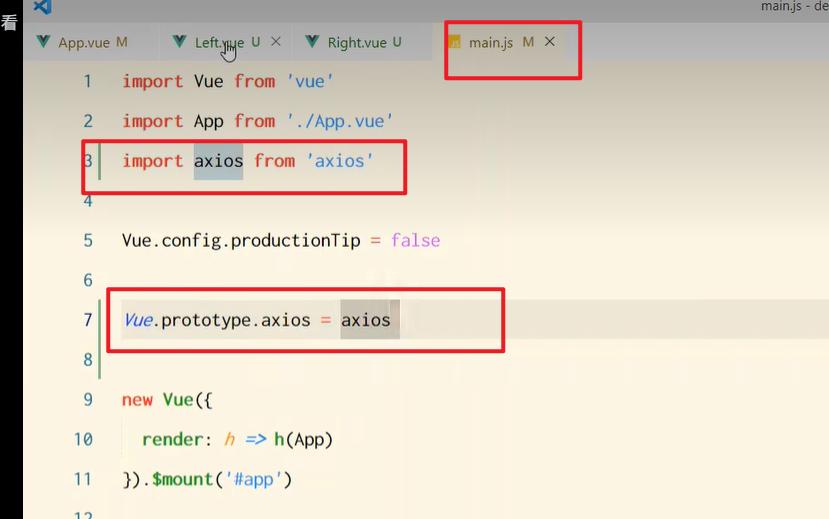 看
main.js - de
App.vue M Left.vue U Right.vue U main.js M
1 import Vue from 'vue'
2 import App from './App.vue'
3 import axios from 'axios'
4
5 Vue.config.productionTip = false
6
7 Vue.prototype.axios = axios
8
9 new Vue({
10 render: h => h(App)
11 }).$mount('#app')
12